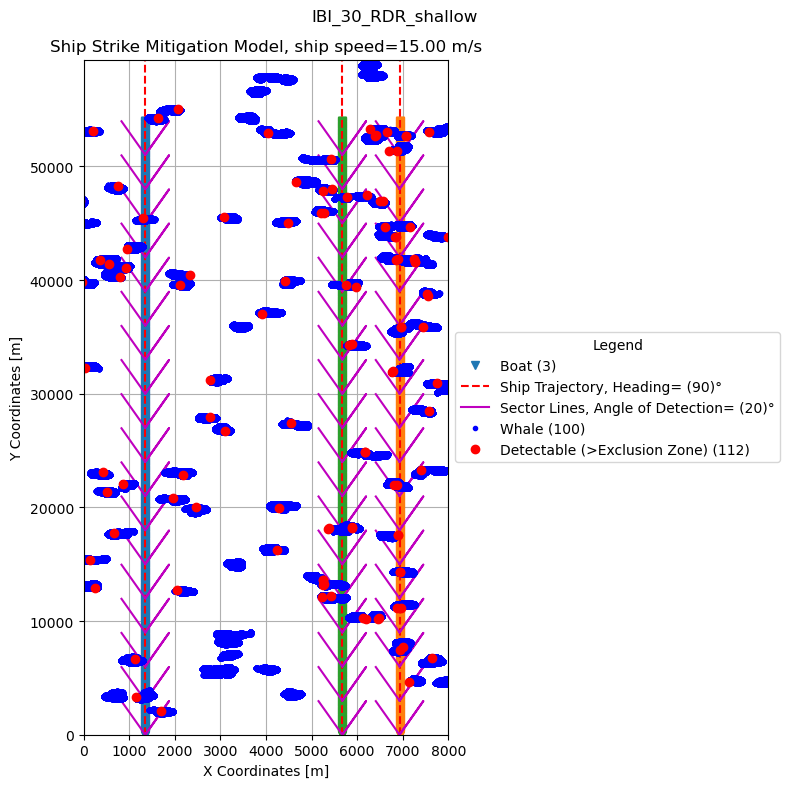 IBI_30_RDR_shallow
Ship Strike Mitigation Model, ship speed=15.00 m/s
Y Coordinates [m]
50000
40000
30000
20000
10000
0
0 1000 2000 3000 4000 5000 6000 7000 8000
X Coordinates [m]
Legend
Boat (3)
Ship Trajectory, Heading= (90)°
Sector Lines, Angle of Detection= (20)°
Whale (100)
Detectable (>Exclusion Zone) (112)